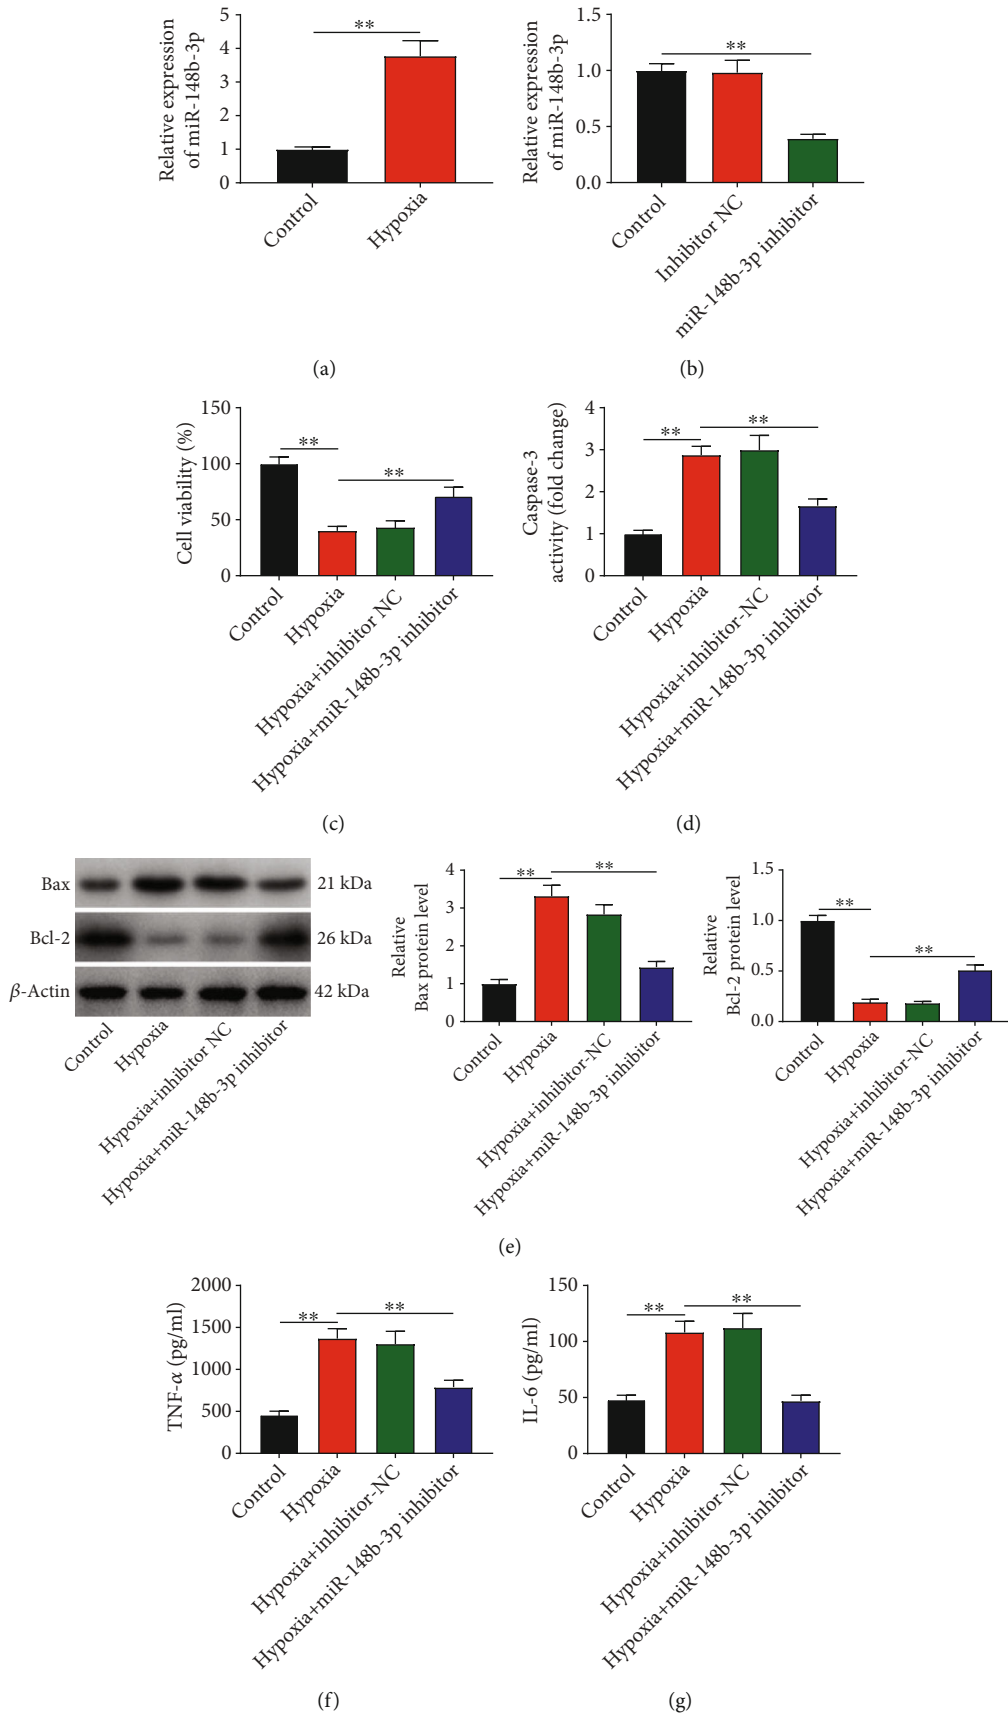 Relative expression
of miR-148b-3p
5
4
3
2
1
0
**
Control
Hypoxia
(a)
Relative expression
of miR-148b-3p
1.5
1.0
0.5
0.0
**
Control
Inhibitor NC
miR-148b-3p inhibitor
(b)
Cell viability (%)
150
100
50
0
**
**
Control
Hypoxia
Hypoxia+inhibitor NC
Hypoxia+miR-148b-3p inhibitor
(c)
Caspase-3
activity (fold change)
4
3
2
1
0
**
**
Control
Hypoxia
Hypoxia+inhibitor-NC
Hypoxia+miR-148b-3p inhibitor
(d)
Bax
21 kDa
Bcl-2
26 kDa
β-Actin
42 kDa
Control
Hypoxia
Hypoxia+inhibitor NC
Hypoxia+miR-148b-3p inhibitor
Relative
Bax protein level
4
3
2
1
0
**
**
Control
Hypoxia
Hypoxia+inhibitor-NC
Hypoxia+miR-148b-3p inhibitor
Relative
Bcl-2 protein level
1.5
1.0
0.5
0.0
**
**
Control
Hypoxia
Hypoxia+inhibitor-NC
Hypoxia+miR-148b-3p inhibitor
(e)
TNF-α (pg/ml)
2000
1500
1000
500
0
**
**
Control
Hypoxia
Hypoxia+inhibitor-NC
Hypoxia+miR-148b-3p inhibitor
(f)
IL-6 (pg/ml)
150
100
50
0
**
**
Control
Hypoxia
Hypoxia+inhibitor-NC
Hypoxia+miR-148b-3p inhibitor
(g)